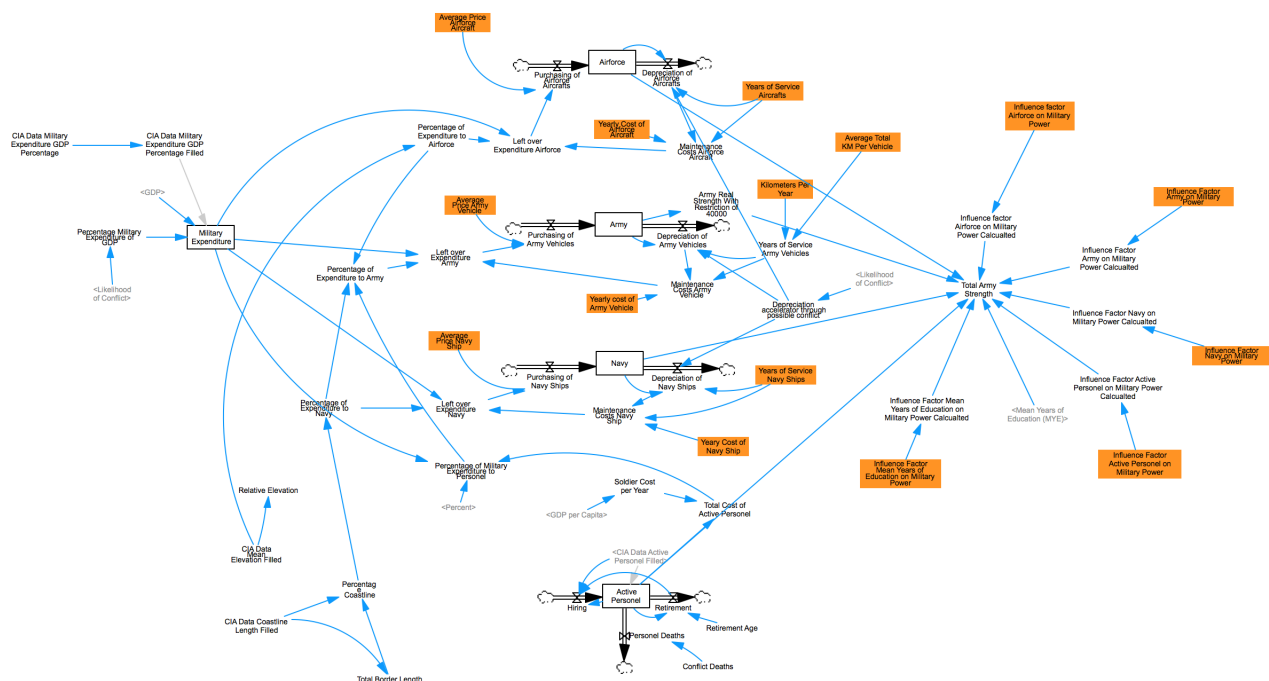 Average Price
Airforce
Aircraft
Airforce
Purchasing of
Airforce
Aircrafts
Depreciation of
Airforce
Aircrafts
Years of Service
Aircrafts
Influence factor
Airforce on Military
Power
CIA Data Military
Expenditure GDP
Percentage
CIA Data Military
Expenditure GDP
Percentage Filled
Percentage of
Expenditure to
Airforce
Left over
Expenditure Airforce
Yearly Cost of
Airforce
Aircraft
Maintenance
Costs Airforce
Aircraft
Average Total
KM Per Vehicle
<GDP>
Average
Price Army
Vehicle
Army Real
Strength With
Restriction of
40000
Kilometers Per
Year
Influence Factor
Army on Military
Power
Percentage Military
Expenditure of
GDP
Military
Expenditure
Army
Purchasing of
Army Vehicles
Depreciation of
Army Vehicles
Years of Service
Army Vehicles
Influence factor
Airforce on Military
Power Calcualted
Left over
Expenditure
Army
Influence Factor
Army on Military
Power Calcualted
Percentage of
Expenditure to Army
<Likelihood
of Conflict>
<Likelihood
of Conflict>
Maintenance
Costs Army
Vehicle
Total Army
Strength
Yearly cost of
Army Vehicle
Depreciation
accelerator through
possible conflict
Influence Factor Navy on
Military Power Calcualted
Average
Price Navy
Ship
Navy
Purchasing of
Navy Ships
Depreciation of
Navy Ships
Years of Service
Navy Ships
Influence Factor
Navy on Military
Power
Influence Factor Active
Personel on Military Power
Calcualted
Percentage of
Expenditure to
Navy
Left over
Expenditure
Navy
Maintenance
Costs Navy
Ship
Influence Factor Mean
Years of Education on
Military Power Calcualted
<Mean Years of
Education (MYE)>
Yeary Cost of
Navy Ship
Percentage of Military
Expenditure to
Personel
Influence Factor
Mean Years of
Education on Military
Power
Influence Factor
Active Personel on
Military Power
Relative Elevation
<Percent>
Soldier Cost
per Year
<GDP per Capita>
Total Cost of
Active Personel
CIA Data
Mean
Elevation Filled
<CIA Data Active
Personel Filled>
Percentag
e
Coastline
Active
Personel
Hiring
Retirement
CIA Data Coastline
Length Filled
Retirement Age
Personel Deaths
Conflict Deaths
Total Border Length